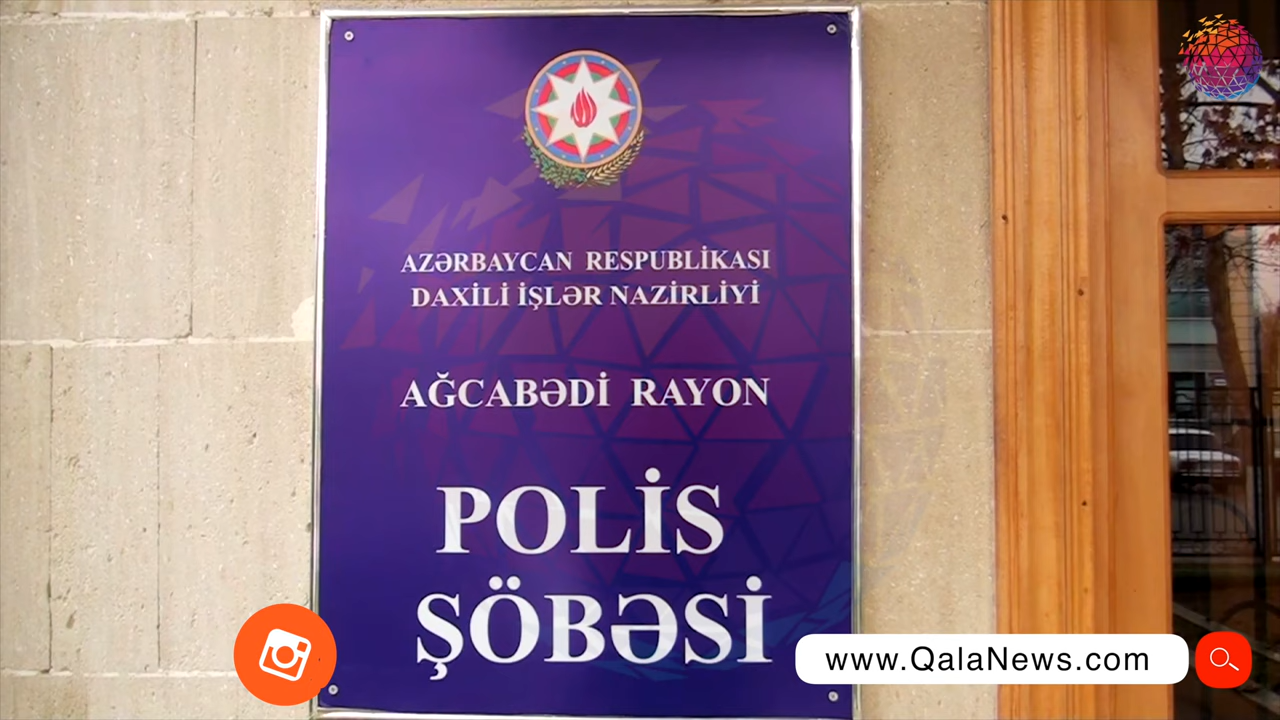 AZƏRBAYCAN RESPUBLİKASI
DAXİLİ İŞLƏR NAZİRLİYİ
AĞCABƏDİ RAYON
POLİS
ŞÖBƏSİ
www.QalaNews.com